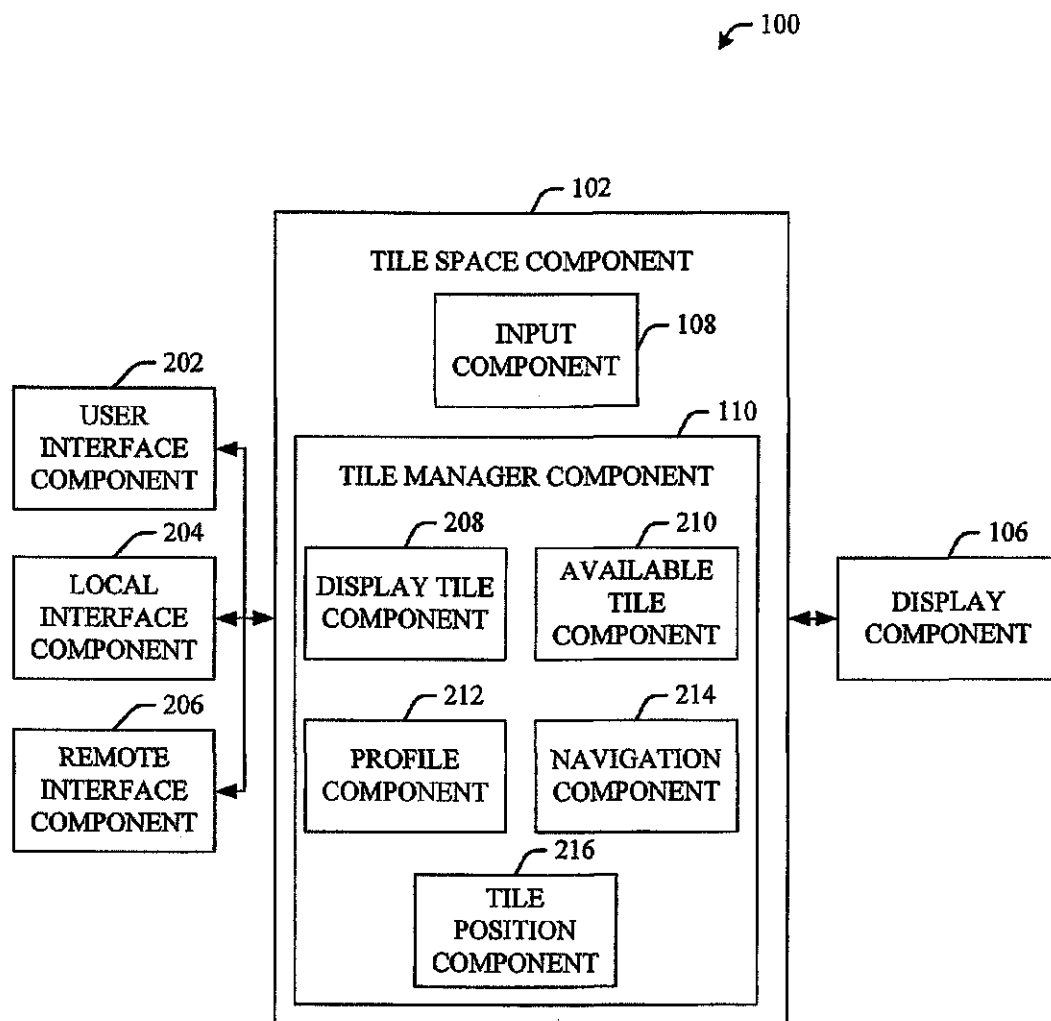 100
102
TILE SPACE COMPONENT
INPUT
COMPONENT
108
202
USER
INTERFACE
COMPONENT
204
LOCAL
INTERFACE
COMPONENT
206
REMOTE
INTERFACE
COMPONENT
110
TILE MANAGER COMPONENT
208
DISPLAY TILE
COMPONENT
210
AVAILABLE
TILE
COMPONENT
212
PROFILE
COMPONENT
214
NAVIGATION
COMPONENT
216
TILE
POSITION
COMPONENT
106
DISPLAY
COMPONENT